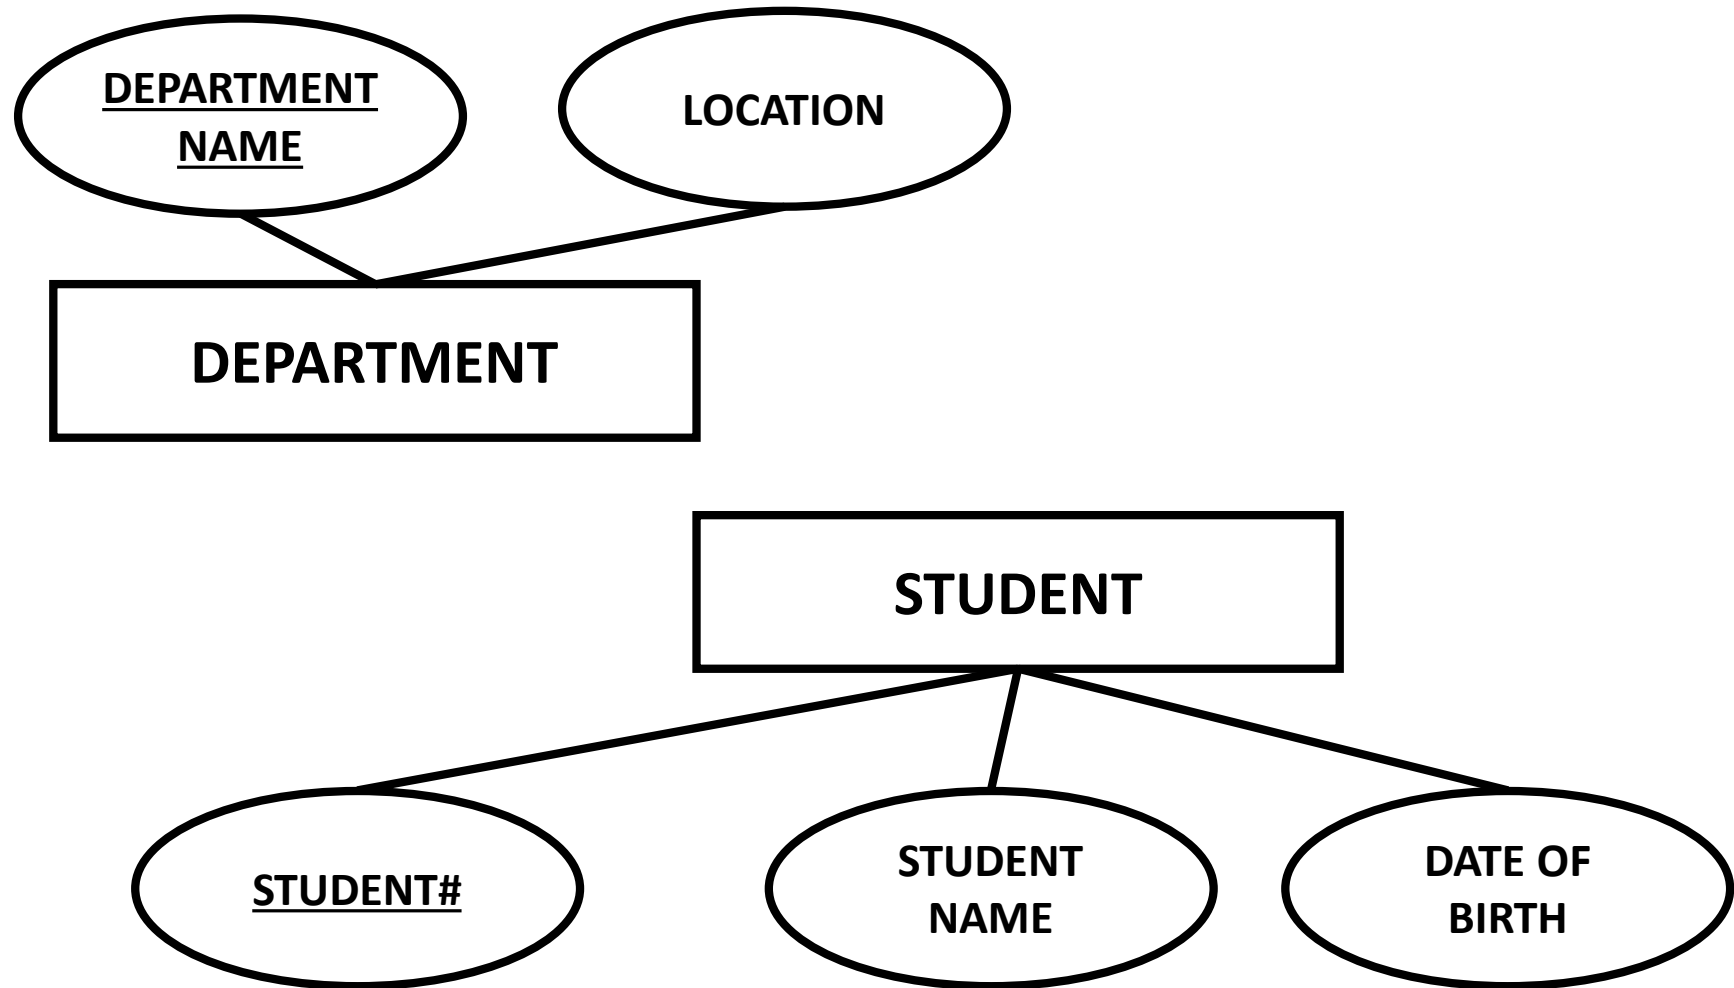 DEPARTMENT
NAME
LOCATION
DEPARTMENT
STUDENT
STUDENT#
STUDENT
NAME
DATE OF
BIRTH